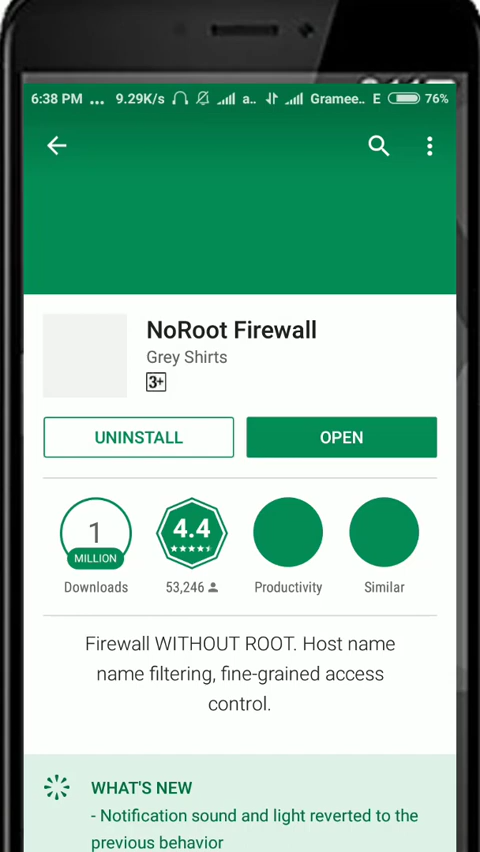 6:38 PM ... 9.29K/s a.. Gramee.. E 76%
NoRoot Firewall
Grey Shirts
3+
UNINSTALL
OPEN
1
MILLION
Downloads
4.4
53,246
Productivity
Similar
Firewall WITHOUT ROOT. Host name
name filtering, fine-grained access
control.
WHAT'S NEW
- Notification sound and light reverted to the
previous behavior